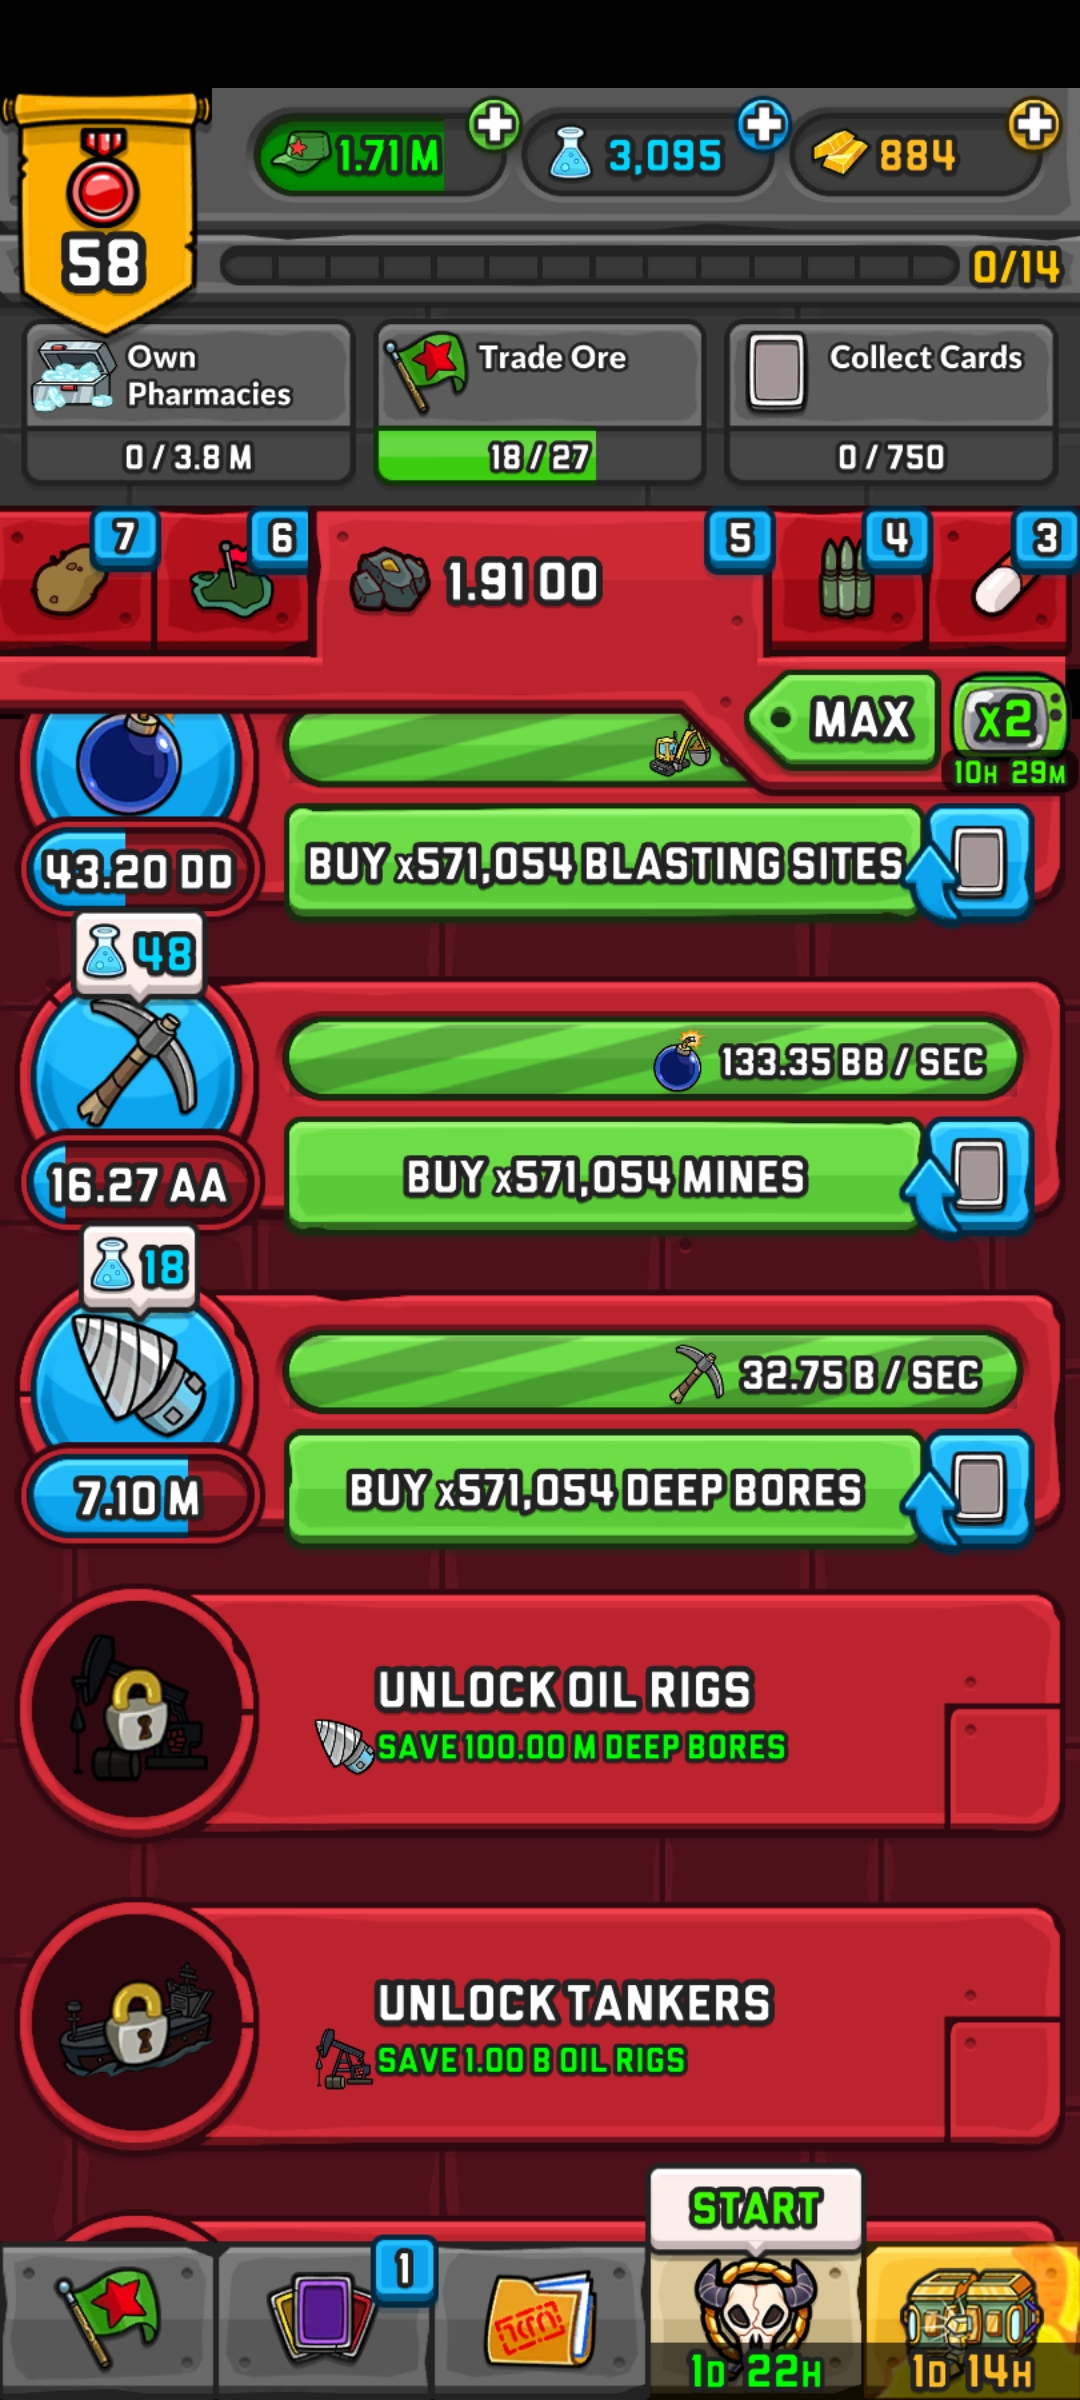 1.71 M
3,095
884
58
0/14
Own
Pharmacies
0 / 3.8 M
Trade Ore
18 / 27
Collect Cards
0 / 750
7
6
1.91 OO
5
4
3
MAX
x2
10H 29M
43.20 DD
BUY x571,054 BLASTING SITES
48
133.35 BB / SEC
16.27 AA
BUY x571,054 MINES
18
32.75 B / SEC
7.10 M
BUY x571,054 DEEP BORES
UNLOCK OIL RIGS
SAVE 100.00 M DEEP BORES
UNLOCK TANKERS
SAVE 1.00 B OIL RIGS
START
1
1D 22H
1D 14H